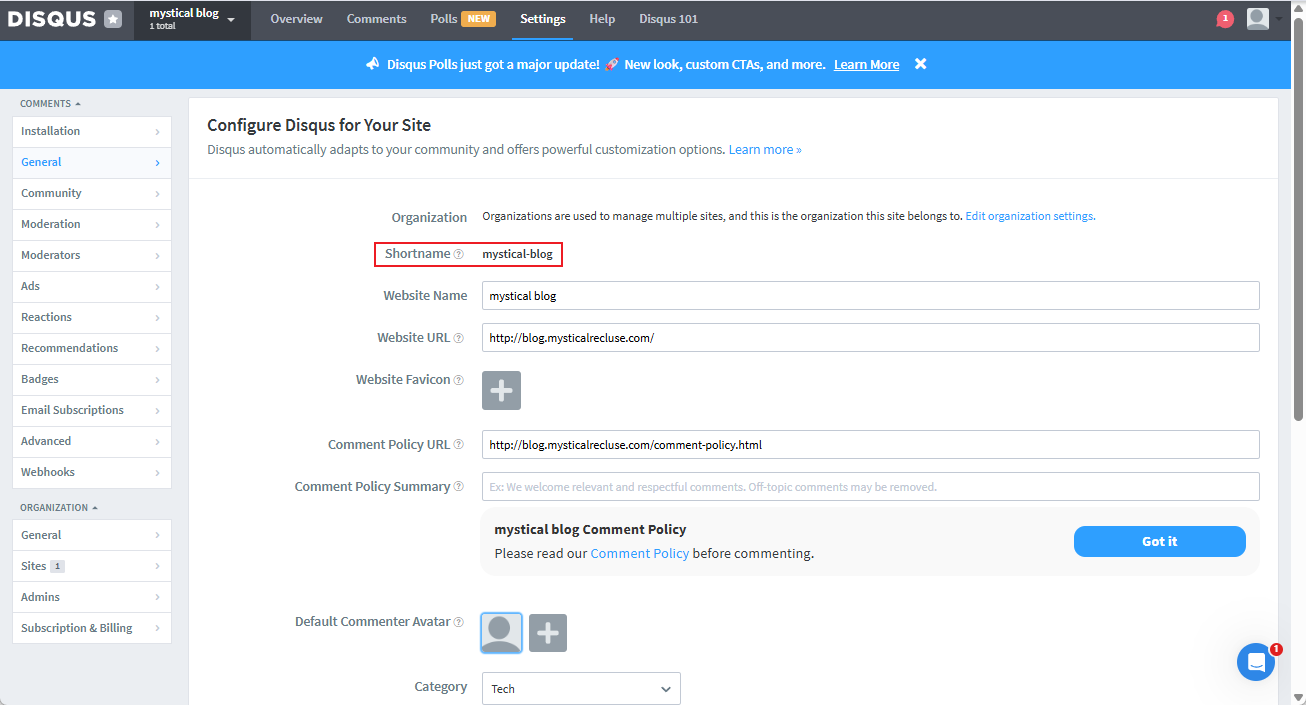 DISQUS
mystical blog
1 total
Overview
Comments
Polls NEW
Settings
Help
Disqus 101
1
Disqus Polls just got a major update! 🚀 New look, custom CTAs, and more. Learn More
COMMENTS
Installation
General
Community
Moderation
Moderators
Ads
Reactions
Recommendations
Badges
Email Subscriptions
Advanced
Webhooks
ORGANIZATION
General
Sites 1
Admins
Subscription & Billing
Configure Disqus for Your Site
Disqus automatically adapts to your community and offers powerful customization options. Learn more »
Organization Organizations are used to manage multiple sites, and this is the organization this site belongs to. Edit organization settings.
Shortname ? mystical-blog
Website Name mystical blog
Website URL ? http://blog.mysticalrecluse.com/
Website Favicon ?
Comment Policy URL ? http://blog.mysticalrecluse.com/comment-policy.html
Comment Policy Summary ? Ex: We welcome relevant and respectful comments. Off-topic comments may be removed.
mystical blog Comment Policy
Please read our Comment Policy before commenting.
Got it
Default Commenter Avatar ?
Category Tech
1